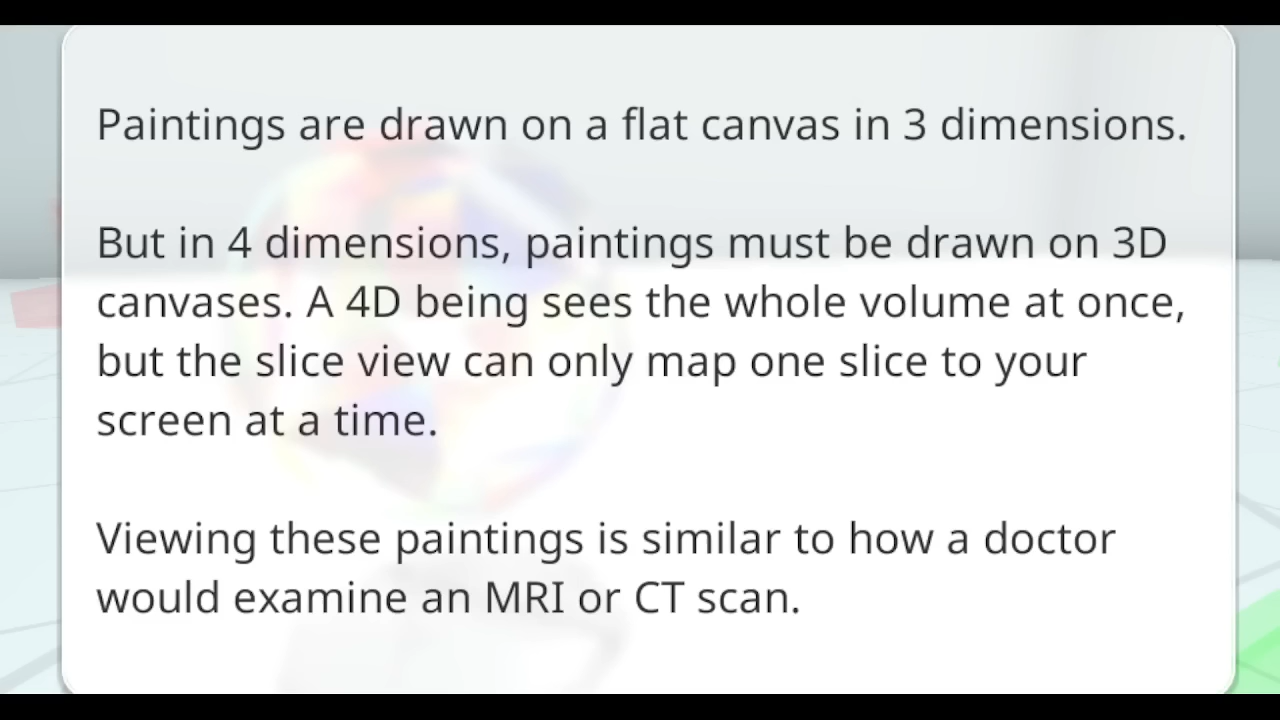 Paintings are drawn on a flat canvas in 3 dimensions.
But in 4 dimensions, paintings must be drawn on 3D
canvases. A 4D being sees the whole volume at once,
but the slice view can only map one slice to your
screen at a time.
Viewing these paintings is similar to how a doctor
would examine an MRI or CT scan.